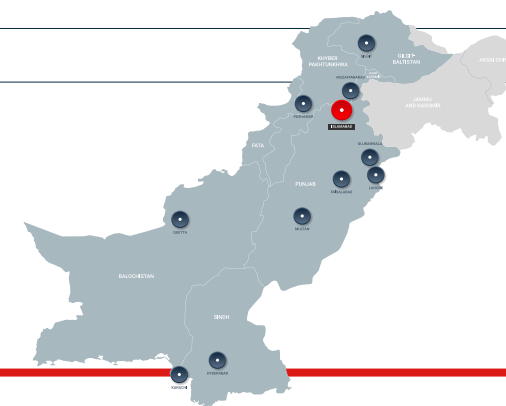 GILGIT-
BALTISTAN
KHYBER
PAKHTUNKHWA
MUZAFFARABAD
JAMMU
AND KASHMIR
PESHAWAR
ISLAMABAD
GUJRANWALA
FATA
LAHORE
PUNJAB
FAISALABAD
MULTAN
QUETTA
BALOCHISTAN
SINDH
HYDERABAD
KARACHI